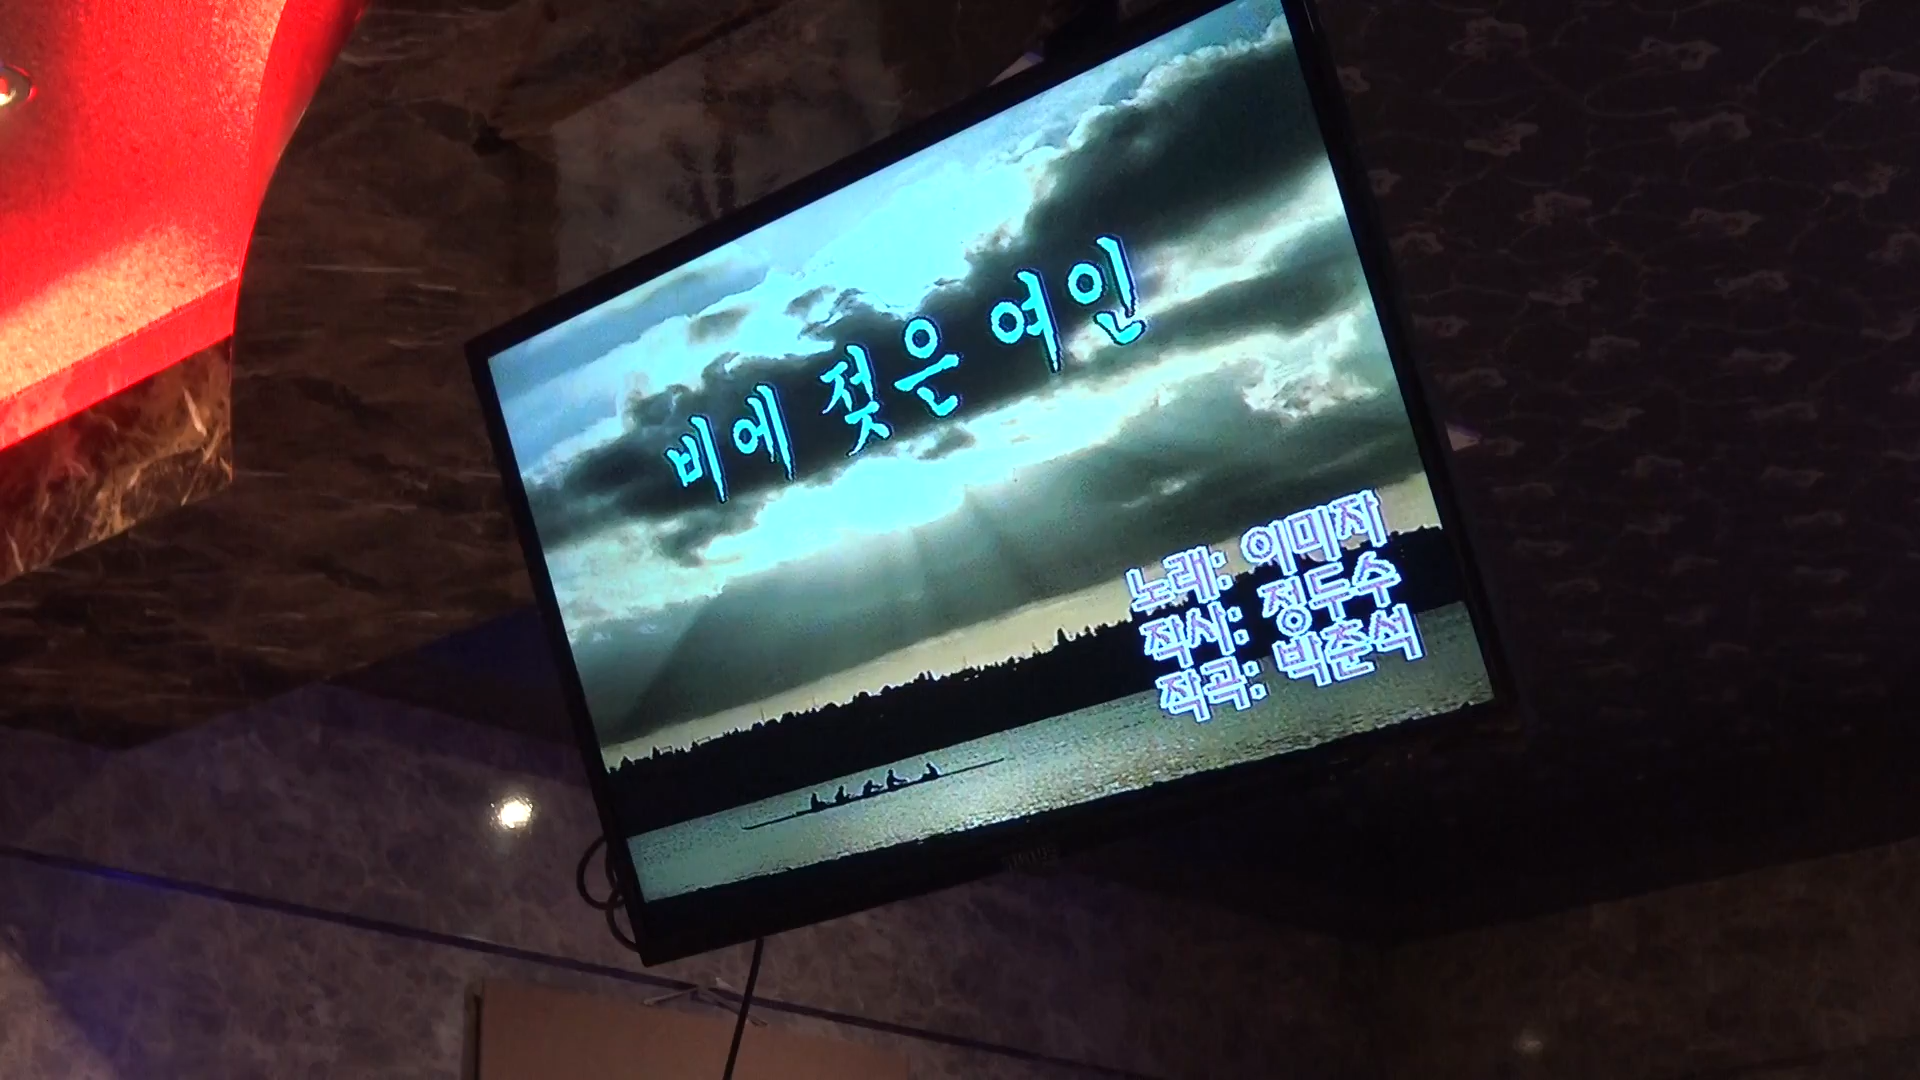 비에 젖은 여인
노래: 이미자
작사: 정두수
작곡: 박춘석